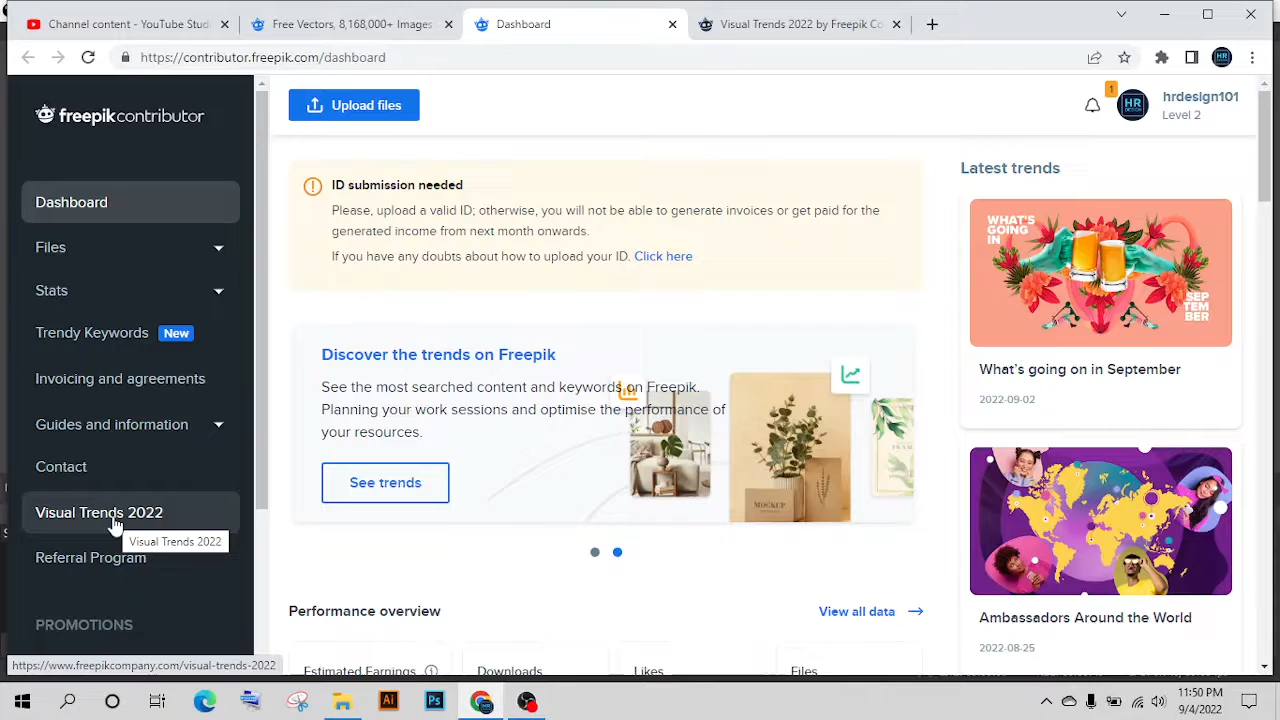 Channel content - YouTube Studi
Free Vectors, 8,168,000+ Images
Dashboard
Visual Trends 2022 by Freepik Co
https://contributor.freepik.com/dashboard
freepikcontributor
Dashboard
Files
Stats
Trendy Keywords New
Invoicing and agreements
Guides and information
Contact
Visual Trends 2022
Visual Trends 2022
Referral Program
PROMOTIONS
https://www.freepikcompany.com/visual-trends-2022
Upload files
1
HR
DESIGN
hrdesign101
Level 2
ID submission needed
Please, upload a valid ID; otherwise, you will not be able to generate invoices or get paid for the
generated income from next month onwards.
If you have any doubts about how to upload your ID. Click here
Discover the trends on Freepik
See the most searched content and keywords on Freepik.
Planning your work sessions and optimise the performance of
your resources.
See trends
MOCKUP
Performance overview
View all data
Estimated Earnings
Downloads
Likes
Files
Latest trends
WHAT'S
GOING
IN
SEP
TEM
BER
What's going on in September
2022-09-02
Ambassadors Around the World
2022-08-25
Ai
Ps
11:50 PM
9/4/2022